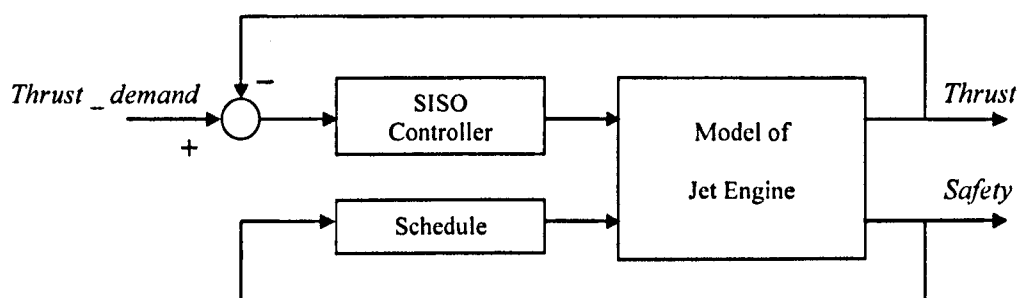 Thrust _ demand
−
+
SISO
Controller
Model of
Jet Engine
Thrust
Safety
Schedule